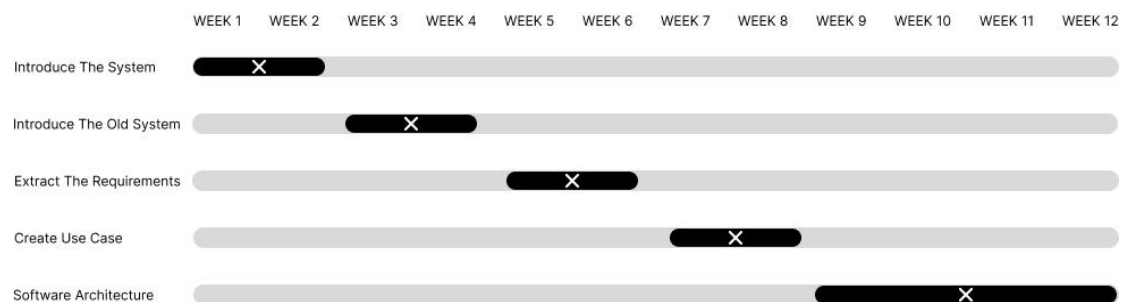 WEEK 1 WEEK 2 WEEK 3 WEEK 4 WEEK 5 WEEK 6 WEEK 7 WEEK 8 WEEK 9 WEEK 10 WEEK 11 WEEK 12
Introduce The System
Introduce The Old System
Extract The Requirements
Create Use Case
Software Architecture